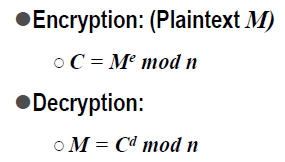 ●Encryption: (Plaintext M)
○ C = Mᵉ mod n
●Decryption:
○ M = Cᵈ mod n